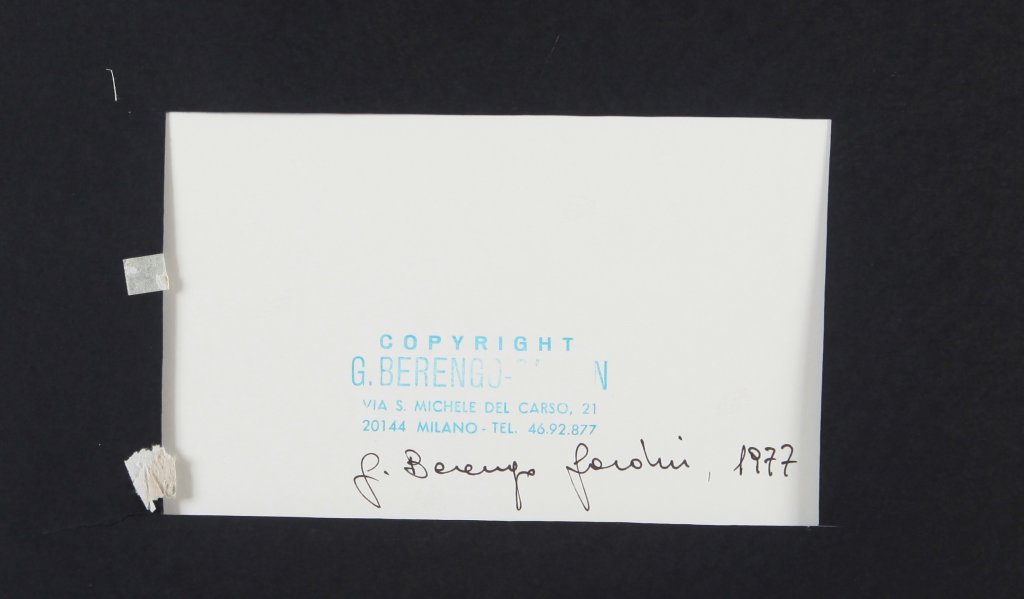 COPYRIGHT
G. BERENGO-
VIA S. MICHELE DEL CARSO, 21
20144 MILANO - TEL. 46.92.877
G. Berengo Gardin, 1977